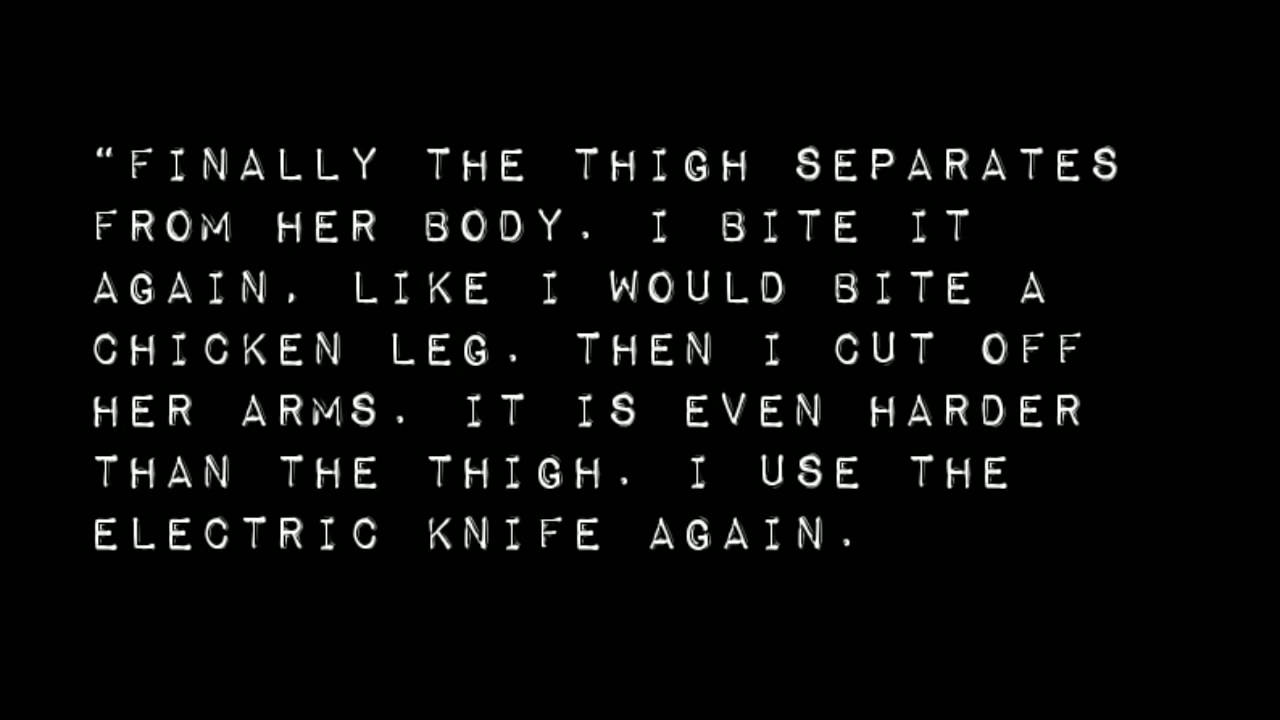 “FINALLY THE THIGH SEPARATES
FROM HER BODY. I BITE IT
AGAIN, LIKE I WOULD BITE A
CHICKEN LEG. THEN I CUT OFF
HER ARMS. IT IS EVEN HARDER
THAN THE THIGH. I USE THE
ELECTRIC KNIFE AGAIN.